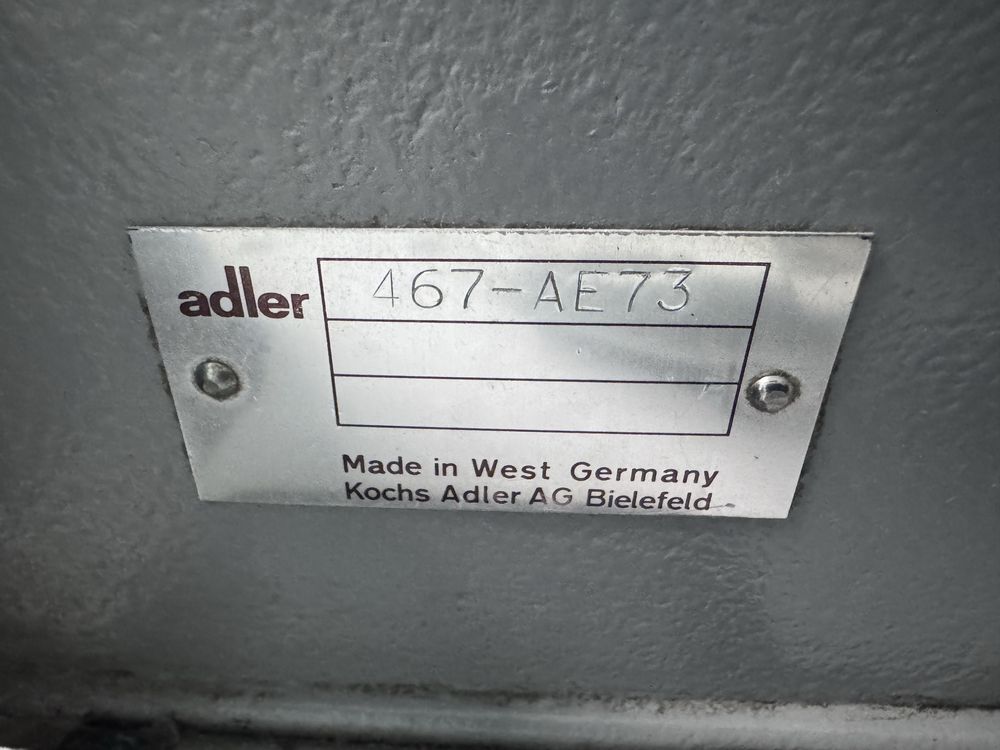 adler
467-AE73
Made in West Germany
Kochs Adler AG Bielefeld